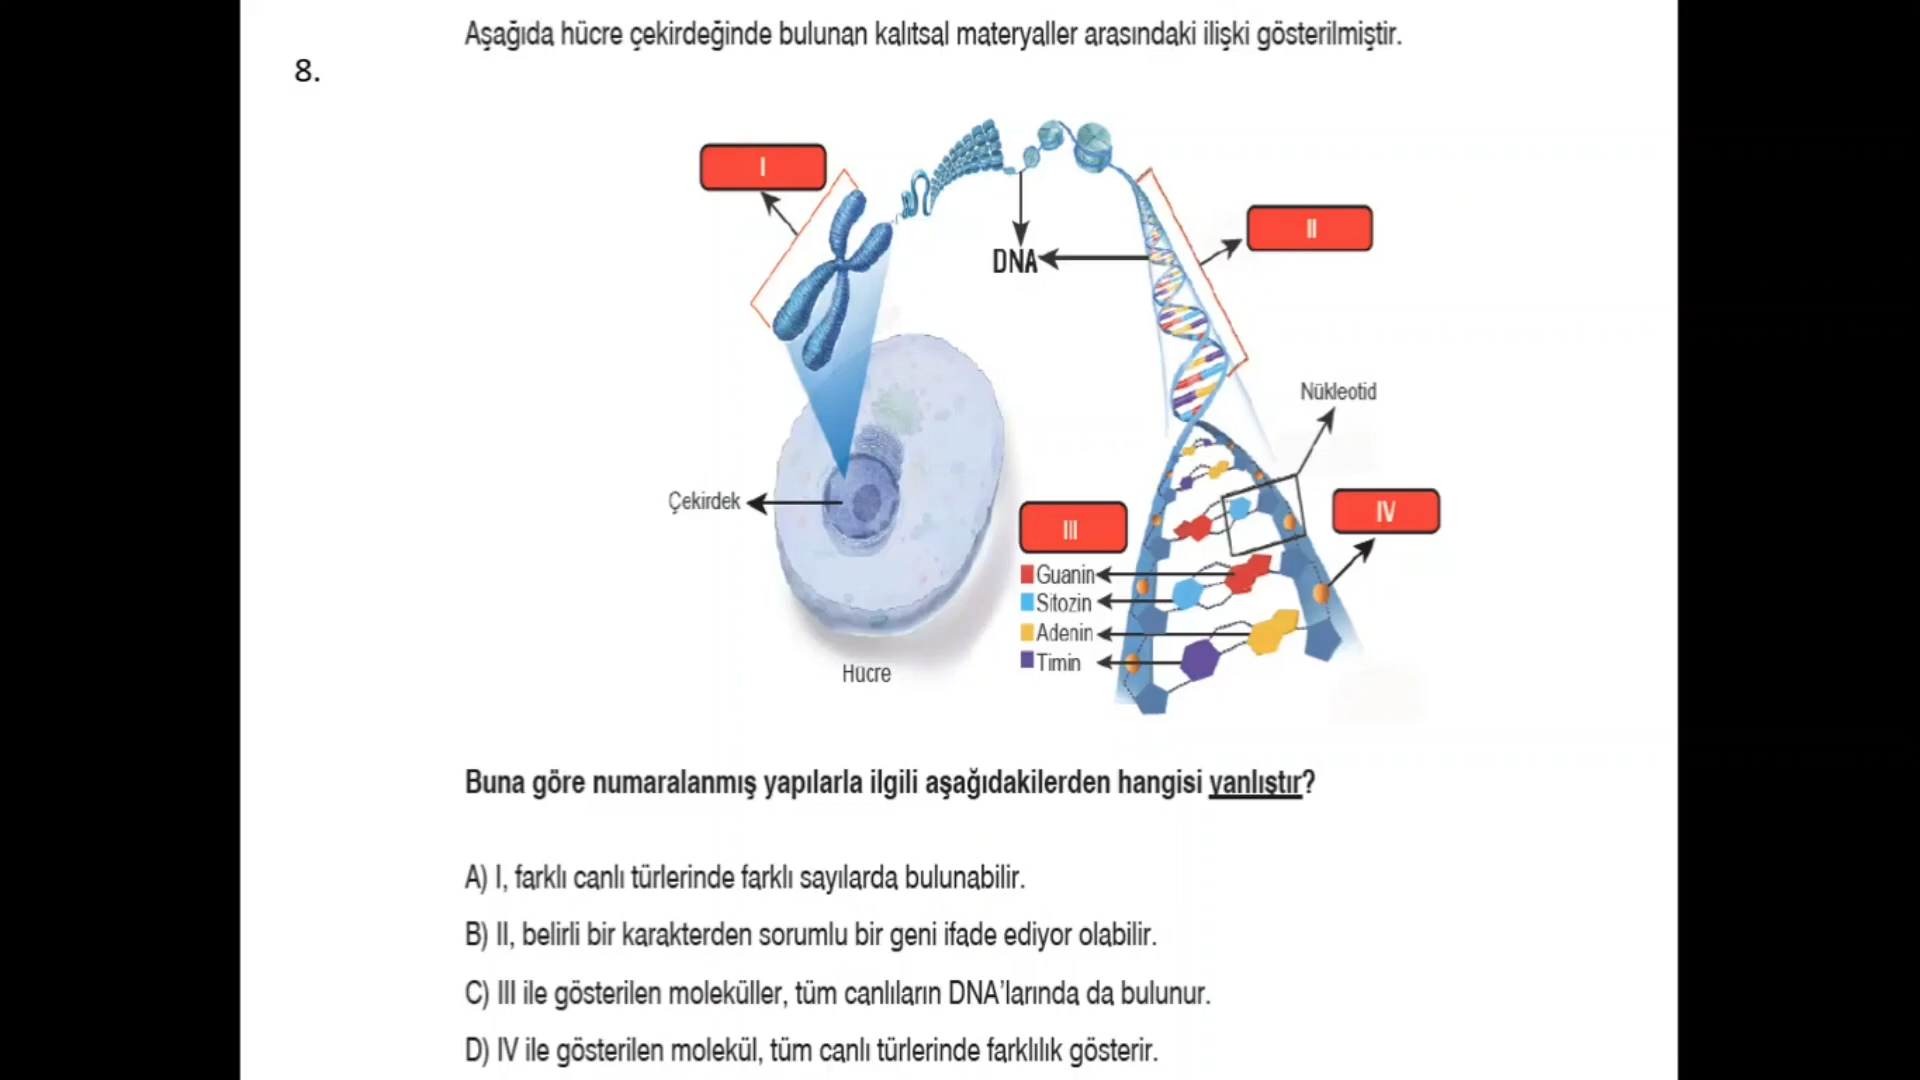 Aşağıda hücre çekirdeğinde bulunan kalıtsal materyaller arasındaki ilişki gösterilmiştir.
8.
I
II
DNA
Nükleotid
Çekirdek
III
IV
Guanin
Sitozin
Adenin
Timin
Hücre
Buna göre numaralanmış yapılarla ilgili aşağıdakilerden hangisi yanlıştır?
A) I, farklı canlı türlerinde farklı sayılarda bulunabilir.
B) II, belirli bir karakterden sorumlu bir geni ifade ediyor olabilir.
C) III ile gösterilen moleküller, tüm canlıların DNA’larında da bulunur.
D) IV ile gösterilen molekül, tüm canlı türlerinde farklılık gösterir.